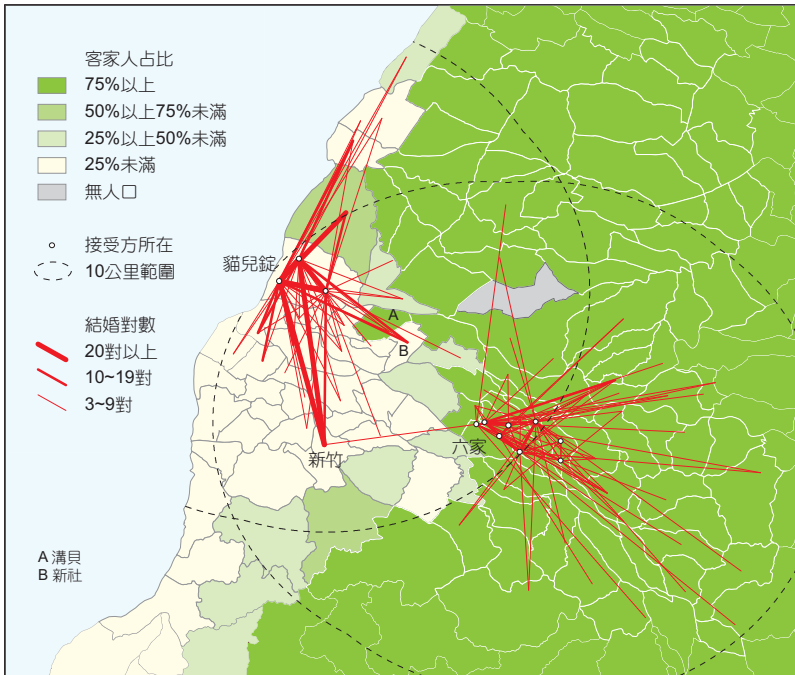 客家人占比
75%以上
50%以上75%未滿
25%以上50%未滿
25%未滿
無人口
接受方所在
10公里範圍
結婚對數
20對以上
10~19對
3~9對
貓兒錠
A
B
新竹
六家
A 溝貝
B 新社